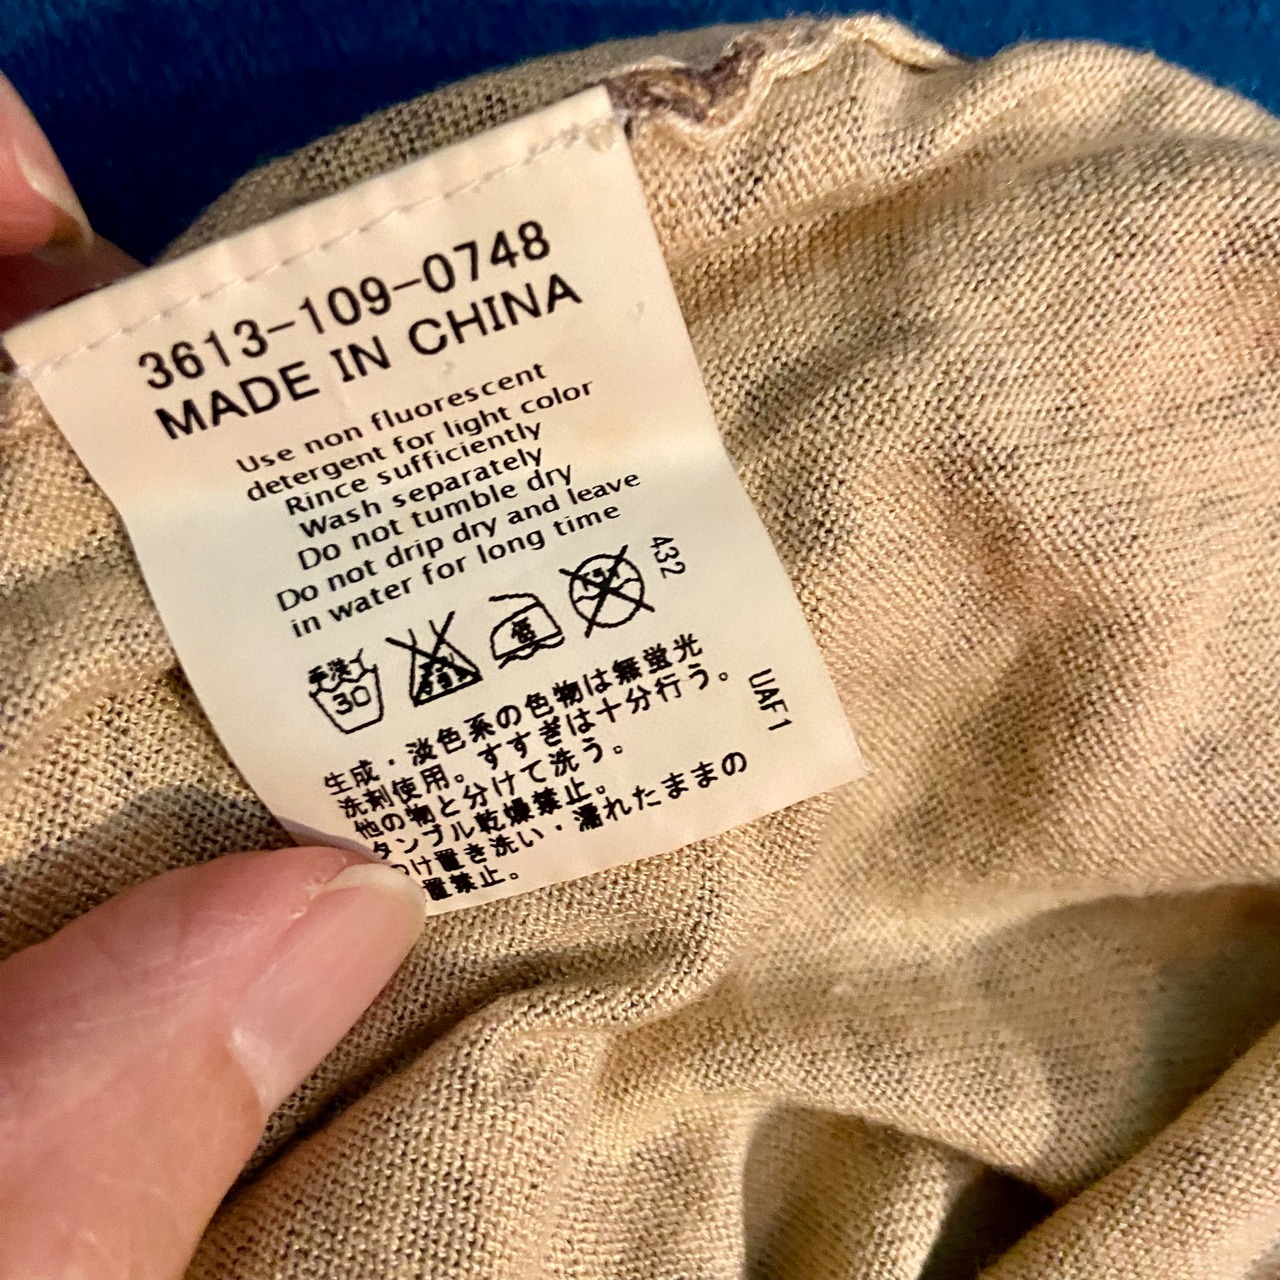 3613-109-0748
MADE IN CHINA
Use non fluorescent
detergent for light color
Rince sufficiently
Wash separately
Do not tumble dry
Do not drip dry and leave
in water for long time
手洗イ
30
低
432
生成・淡色系の色物は無蛍光
洗剤使用。すすぎは十分行う。
他の物と分けて洗う。
タンブル乾燥禁止。
つけ置き洗い・濡れたままの
置禁止。
UAF1